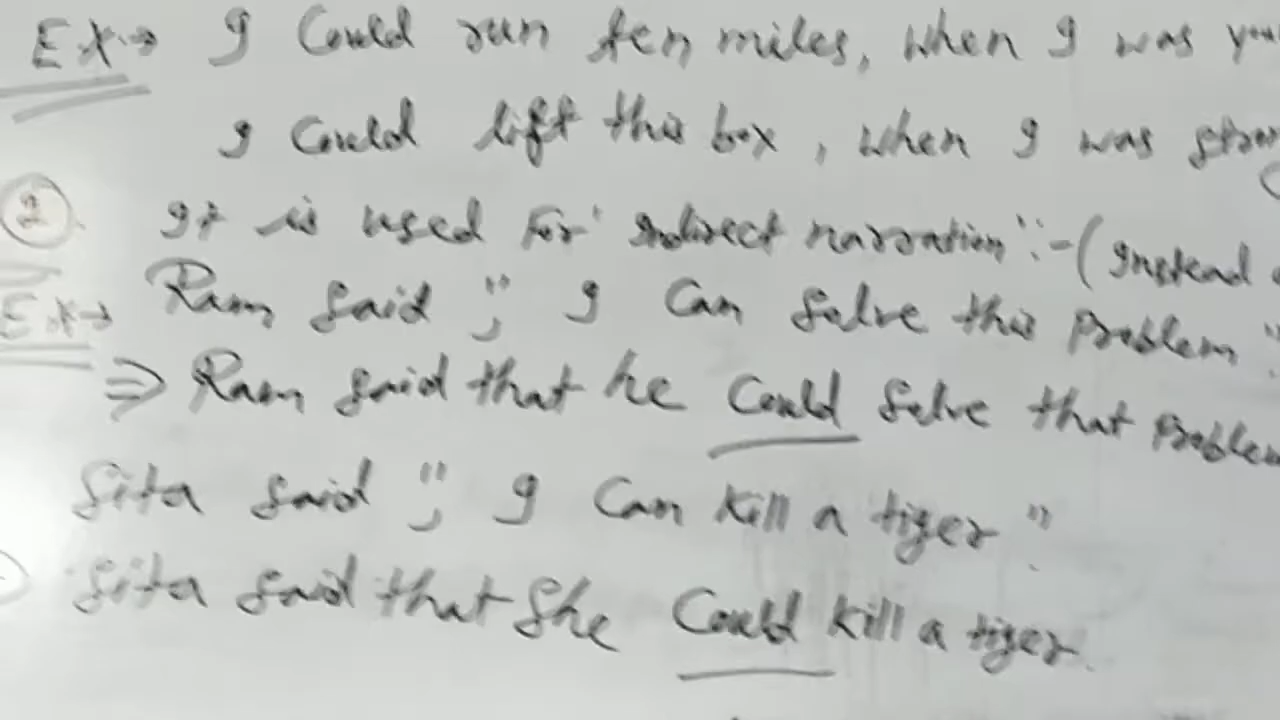 Ex.→ I Could run ten miles, when I was you
I Could lift this box, when I was stron
2. It is used For "Indirect narration":-(Instead
Ex→ Ram Said," I Can Solve this Problem"
⇒ Ram Said that he Could Solve that Problem
Sita Said," I Can Kill a tiger"
Sita Said that She Could Kill a tiger.